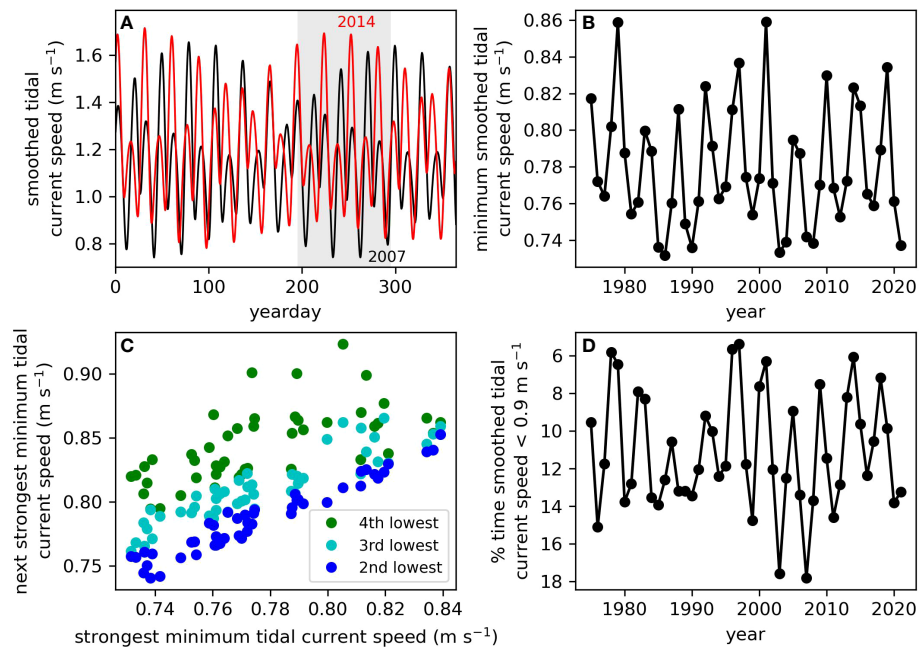 A
2014
2007
1.6
1.4
1.2
1.0
0.8
0
100
200
300
yearday
smoothed tidal
current speed (m s⁻¹)
B
0.86
0.84
0.82
0.80
0.78
0.76
0.74
1980
1990
2000
2010
2020
year
minimum smoothed tidal
current speed (m s⁻¹)
C
0.90
0.85
0.80
0.75
0.74
0.76
0.78
0.80
0.82
0.84
4th lowest
3rd lowest
2nd lowest
strongest minimum tidal current speed (m s⁻¹)
next strongest minimum tidal
current speed (m s⁻¹)
D
6
8
10
12
14
16
18
1980
1990
2000
2010
2020
year
% time smoothed tidal
current speed < 0.9 m s⁻¹